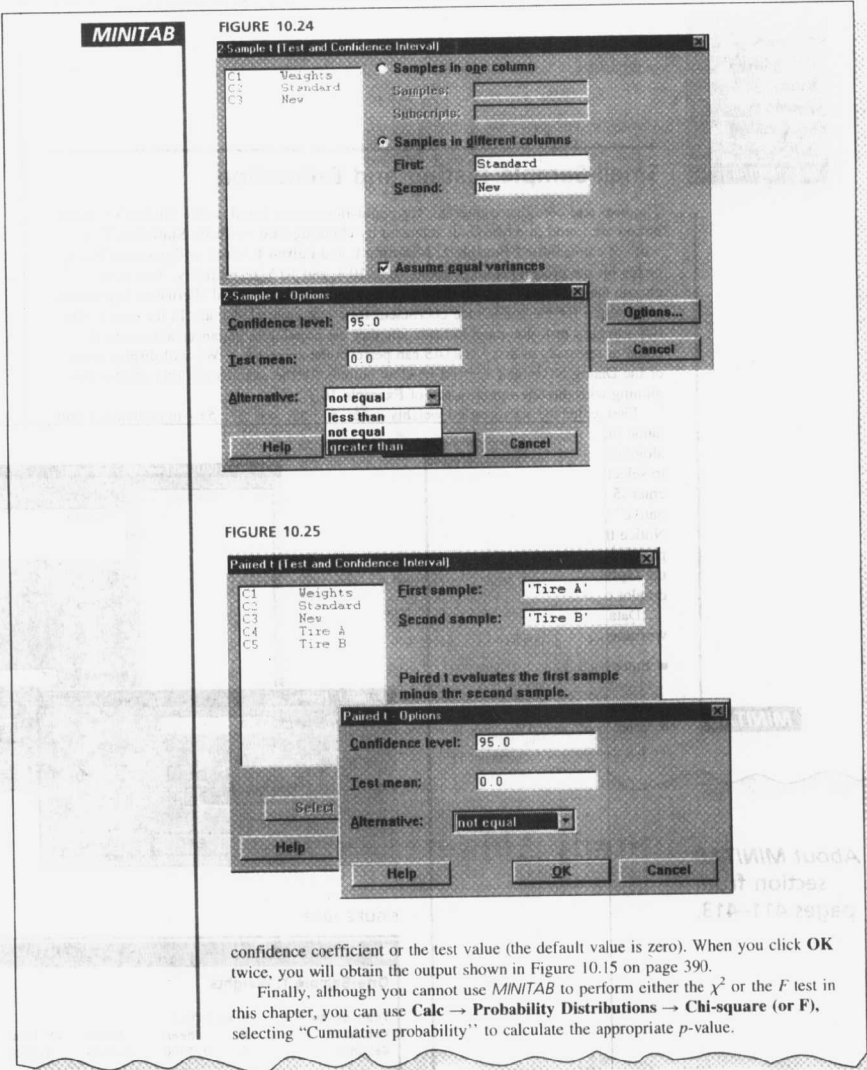 MINITAB
FIGURE 10.24
2-Sample t (Test and Confidence Interval)
C1 Weights
C2 Standard
C3 New
Samples in one column
Samples:
Subscripts:
Samples in different columns
First: Standard
Second: New
Assume equal variances
Options...
Cancel
2-Sample t - Options
Confidence level: 95.0
Test mean: 0.0
Alternative: not equal
less than
not equal
greater than
Help
Cancel
FIGURE 10.25
Paired t (Test and Confidence Interval)
C1 Weights
C2 Standard
C3 New
C4 Tire A
C5 Tire B
First sample: 'Tire A'
Second sample: 'Tire B'
Paired t evaluates the first sample
minus the second sample.
Select
Help
Paired t - Options
Confidence level: 95.0
Test mean: 0.0
Alternative: not equal
Help
OK
Cancel
confidence coefficient or the test value (the default value is zero). When you click OK
twice, you will obtain the output shown in Figure 10.15 on page 390.
Finally, although you cannot use MINITAB to perform either the χ² or the F test in
this chapter, you can use Calc → Probability Distributions → Chi-square (or F),
selecting “Cumulative probability’’ to calculate the appropriate p-value.